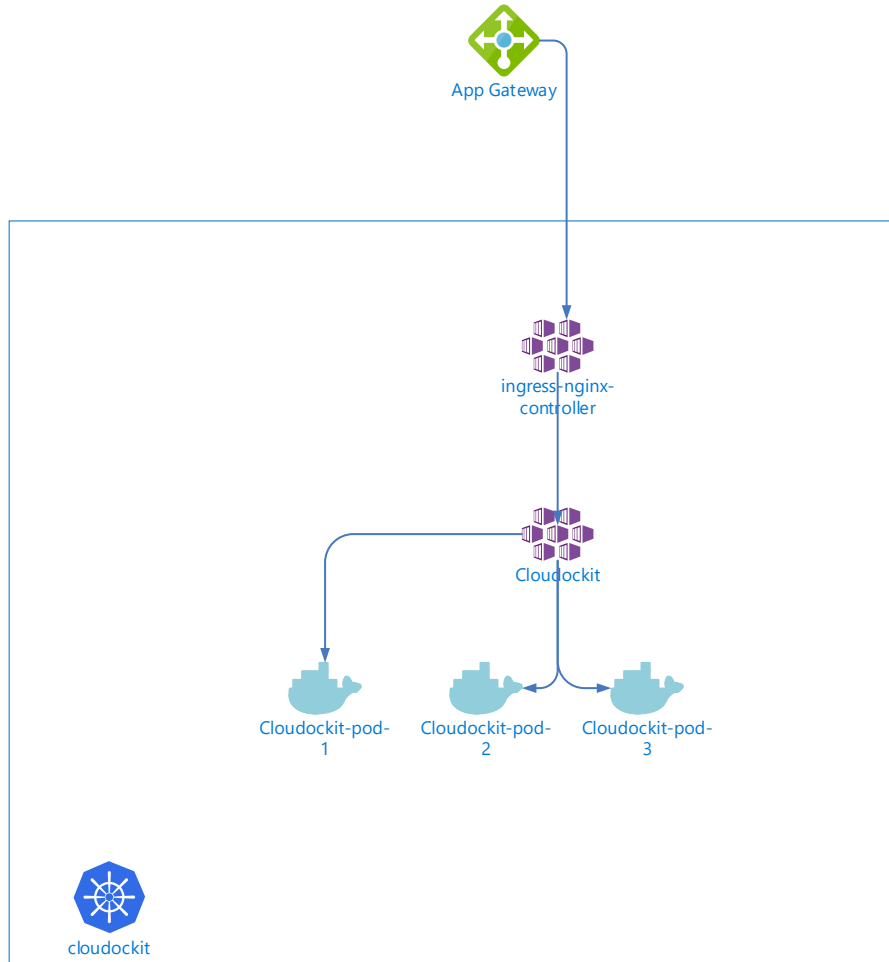 App Gateway
ingress-nginx-
controller
Cloudockit
Cloudockit-pod-
1
Cloudockit-pod-
2
Cloudockit-pod-
3
cloudockit